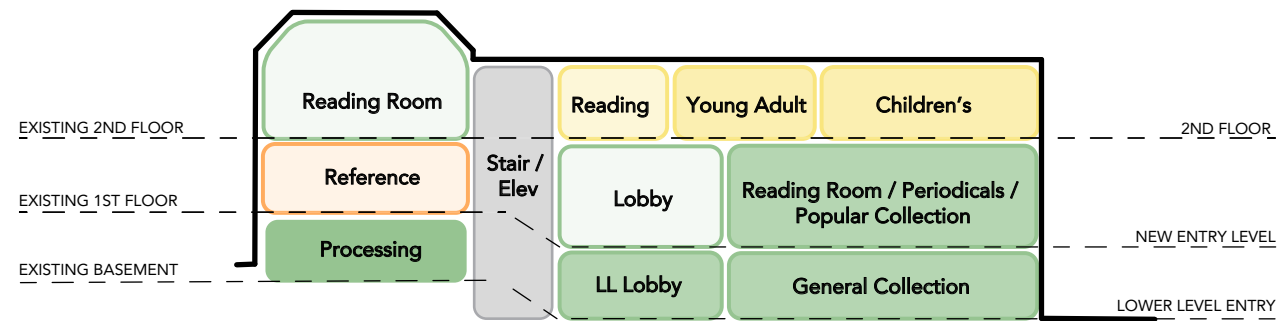 Reading Room
Reading
Young Adult
Children's
EXISTING 2ND FLOOR
2ND FLOOR
Stair /
Elev
Reference
Lobby
Reading Room / Periodicals /
Popular Collection
EXISTING 1ST FLOOR
NEW ENTRY LEVEL
Processing
EXISTING BASEMENT
LL Lobby
General Collection
LOWER LEVEL ENTRY